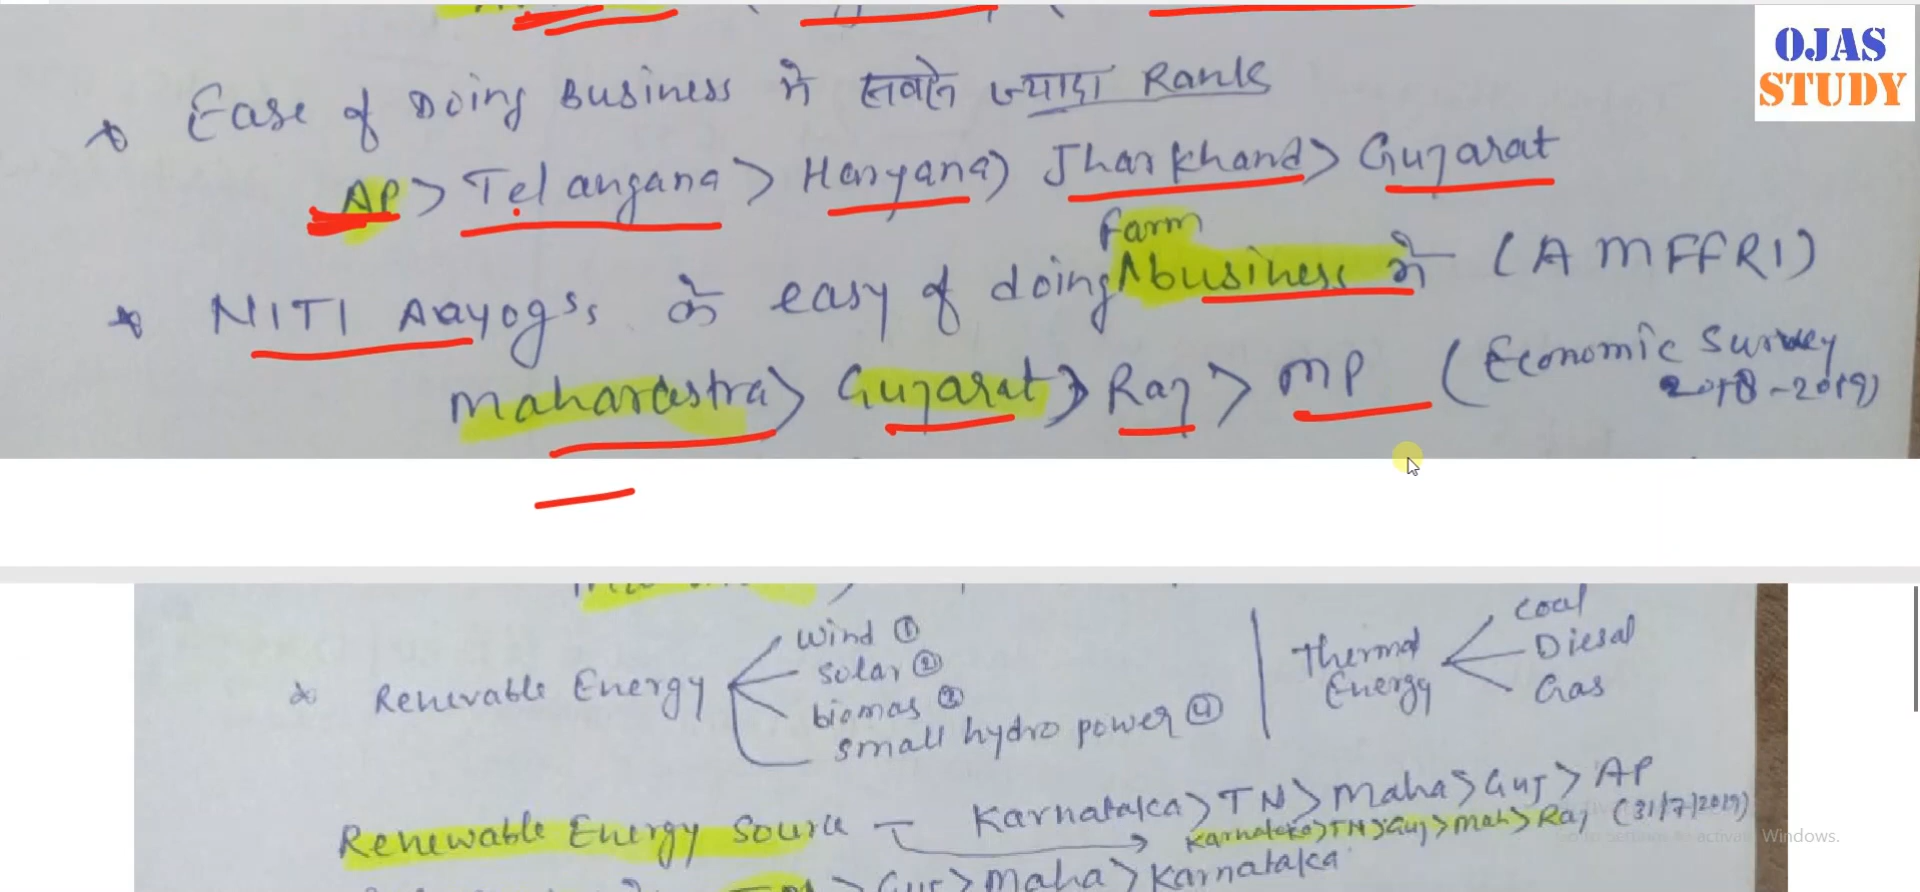 OJAS
STUDY
Ease of Doing Business में सबसे ज्यादा Rank
AP > Telangana > Haryana > Jharkhand > Gujarat
Farm
NITI Aayogss के easy of doing business में (AMFFRI)
Maharastra > Gujarat > Raj > MP (Economic Survey
2018-2019)
Renewable Energy
Wind ①
Solar ②
biomas ③
small hydro power ④
Thermal
Energy
Coal
Diesal
Gas
Renewable Energy Source - Karnataka > TN > Maha > Guj > AP
Karnataka > TN > Guj > Mah > Raj (31/7/2019)
Windows.
> Maha > Karnataka